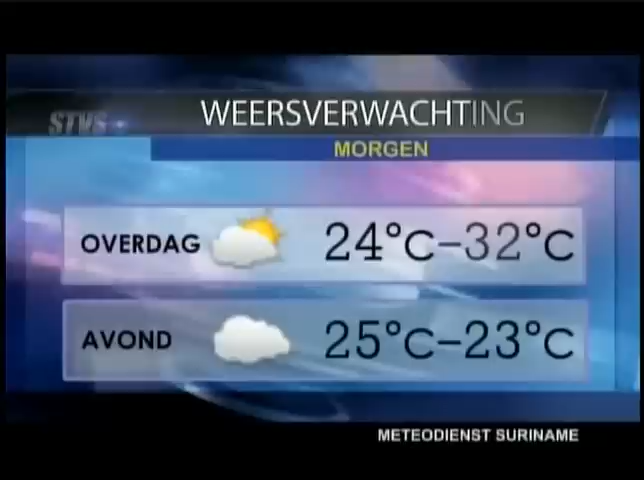 STVS
WEERSVERWACHTING
MORGEN
OVERDAG 24°C-32°C
AVOND 25°C-23°C
METEODIENST SURINAME